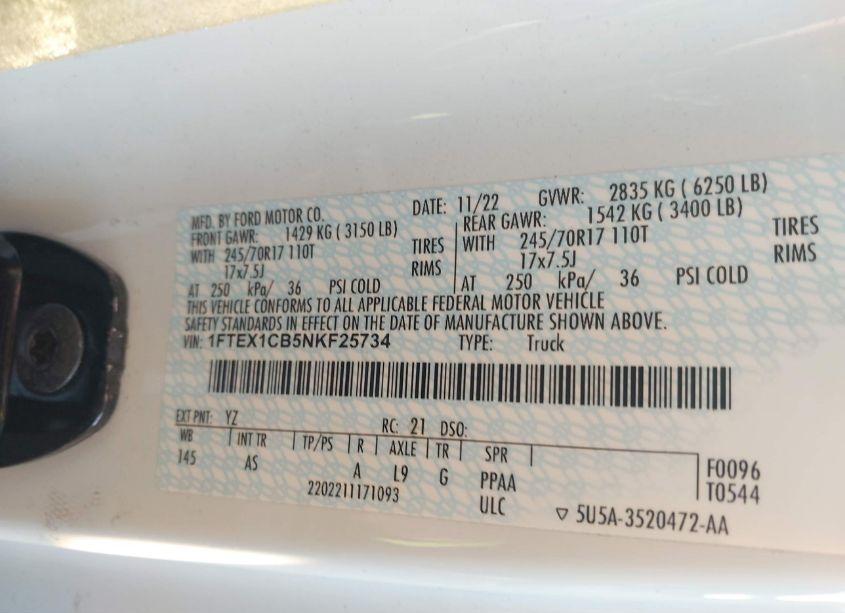 MFD. BY FORD MOTOR CO. DATE: 11/22 GVWR: 2835 KG ( 6250 LB)
FRONT GAWR: 1429 KG ( 3150 LB) REAR GAWR: 1542 KG ( 3400 LB)
WITH 245/70R17 110T TIRES WITH 245/70R17 110T TIRES
17x7.5J RIMS 17x7.5J RIMS
AT 250 kPa/ 36 PSI COLD AT 250 kPa/ 36 PSI COLD
THIS VEHICLE CONFORMS TO ALL APPLICABLE FEDERAL MOTOR VEHICLE
SAFETY STANDARDS IN EFFECT ON THE DATE OF MANUFACTURE SHOWN ABOVE.
VIN: 1FTEX1CB5NKF25734 TYPE: Truck
EXT PNT: YZ RC: 21 DSO:
WB INT TR TP/PS R AXLE TR SPR
145 AS A L9 G PPAA F0096
2202211171093 ULC T0544
▽ 5U5A-3520472-AA